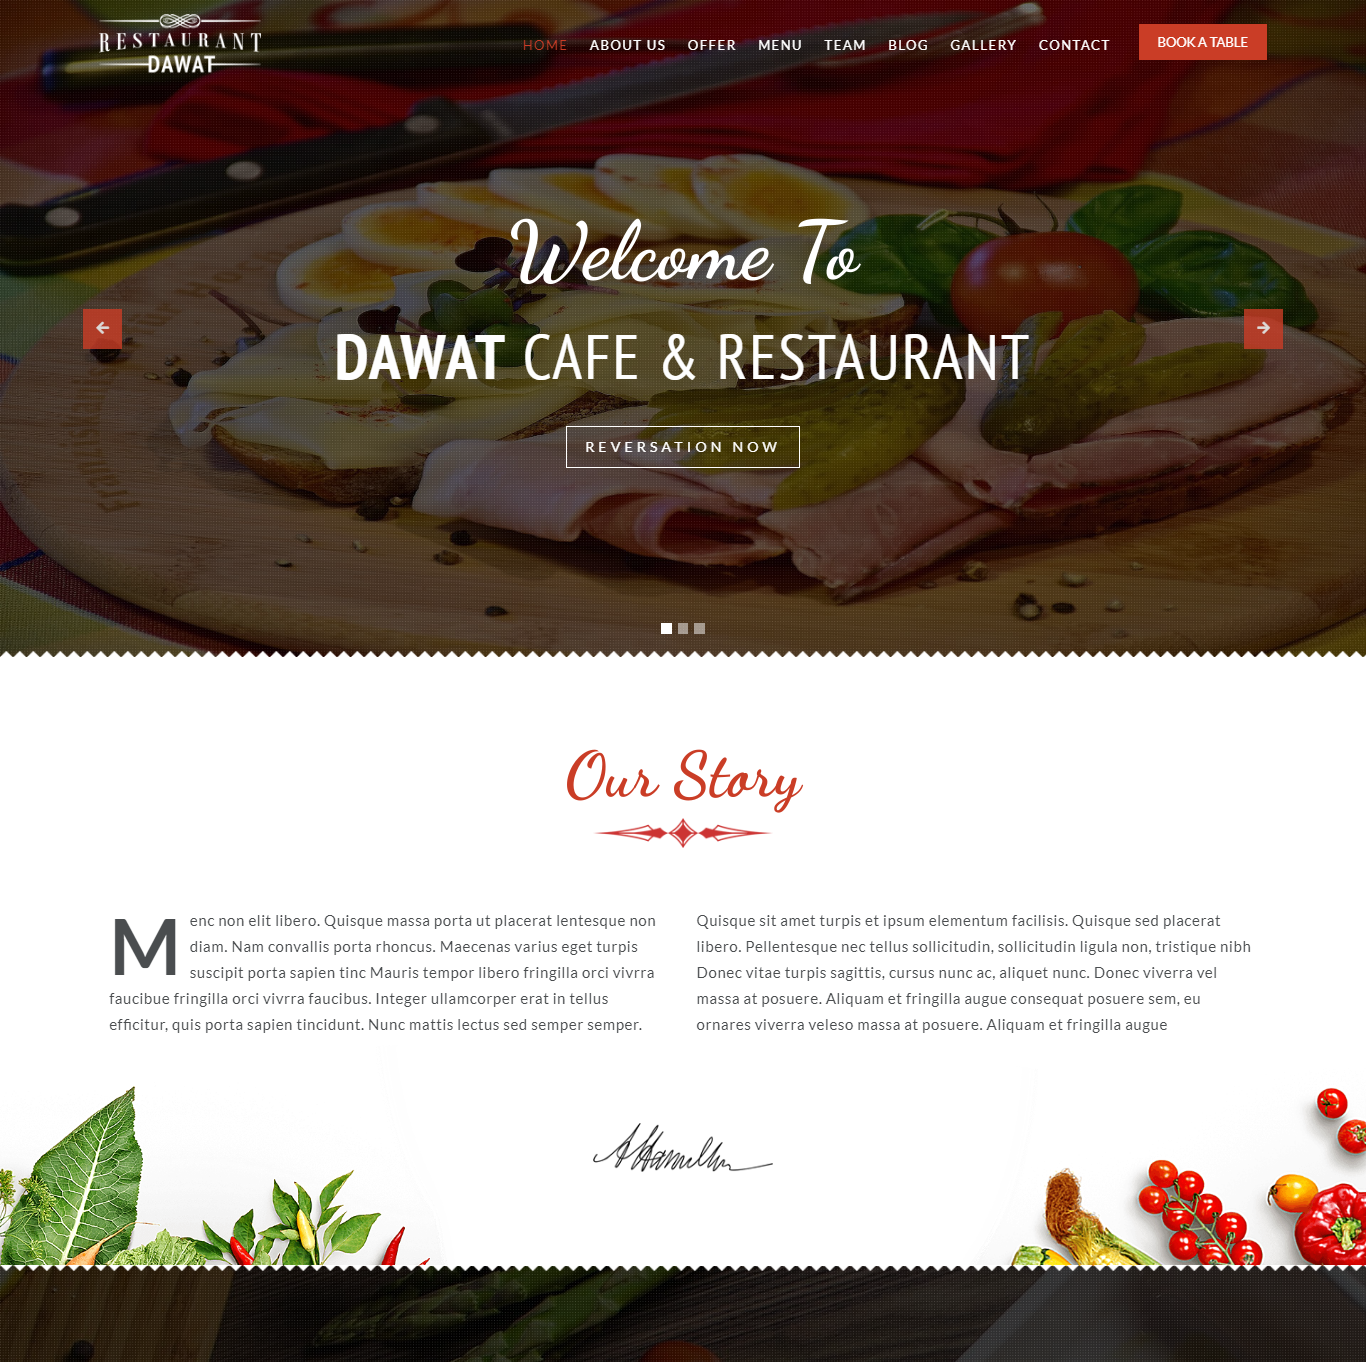 RESTAURANT
DAWAT
HOME ABOUT US OFFER MENU TEAM BLOG GALLERY CONTACT BOOK A TABLE
Welcome To
DAWAT CAFE & RESTAURANT
REVERSATION NOW
Our Story
Menc non elit libero. Quisque massa porta ut placerat lentesque non
diam. Nam convallis porta rhoncus. Maecenas varius eget turpis
suscipit porta sapien tinc Mauris tempor libero fringilla orci vivrra
faucibue fringilla orci vivrra faucibus. Integer ullamcorper erat in tellus
efficitur, quis porta sapien tincidunt. Nunc mattis lectus sed semper semper.
Quisque sit amet turpis et ipsum elementum facilisis. Quisque sed placerat
libero. Pellentesque nec tellus sollicitudin, sollicitudin ligula non, tristique nibh
Donec vitae turpis sagittis, cursus nunc ac, aliquet nunc. Donec viverra vel
massa at posuere. Aliquam et fringilla augue consequat posuere sem, eu
ornares viverra veleso massa at posuere. Aliquam et fringilla augue